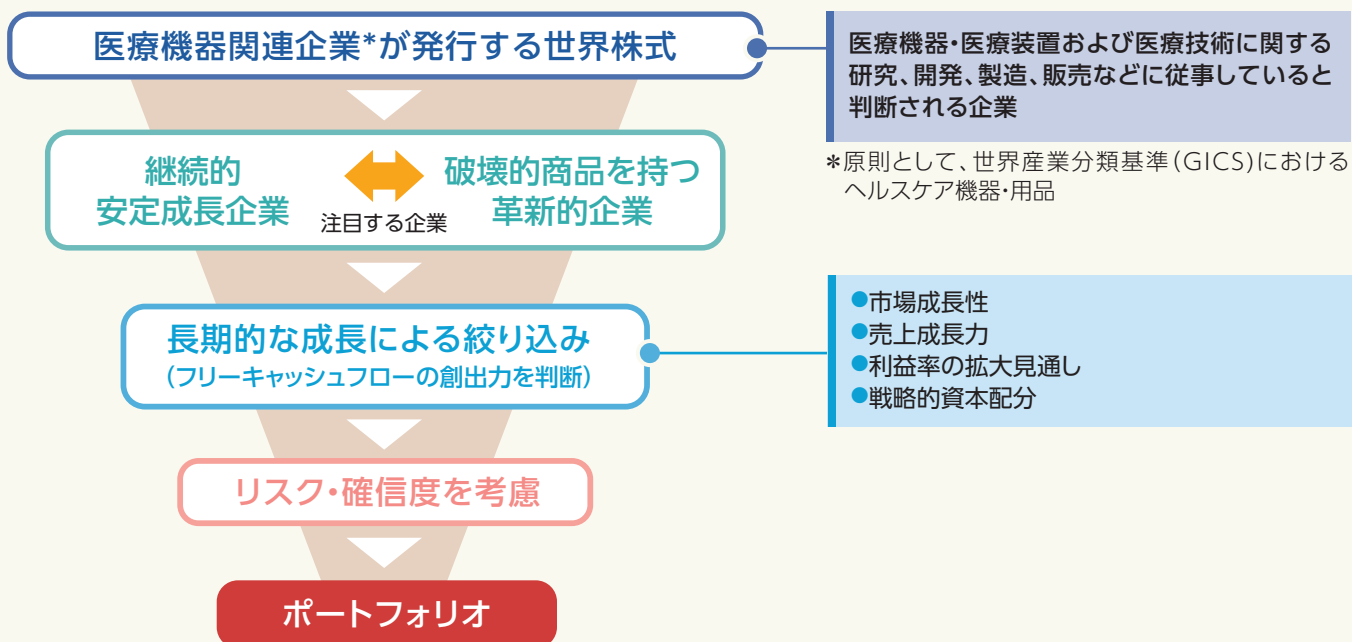 医療機器関連企業*が発行する世界株式
医療機器・医療装置および医療技術に関する
研究、開発、製造、販売などに従事していると
判断される企業
*原則として、世界産業分類基準(GICS)における
ヘルスケア機器・用品
継続的
安定成長企業
注目する企業
破壊的商品を持つ
革新的企業
長期的な成長による絞り込み
(フリーキャッシュフローの創出力を判断)
●市場成長性
●売上成長力
●利益率の拡大見通し
●戦略的資本配分
リスク・確信度を考慮
ポートフォリオ